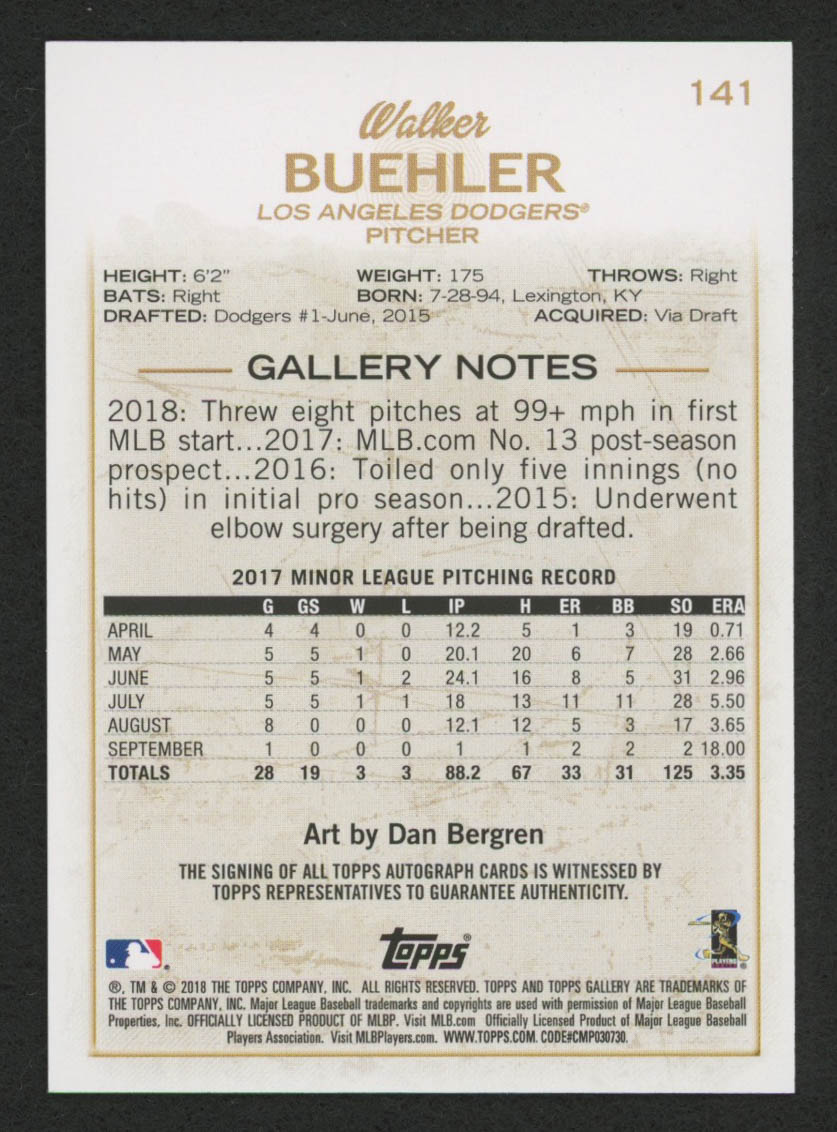 141
Walker
BUEHLER
LOS ANGELES DODGERS®
PITCHER
HEIGHT: 6'2" WEIGHT: 175 THROWS: Right
BATS: Right BORN: 7-28-94, Lexington, KY
DRAFTED: Dodgers #1-June, 2015 ACQUIRED: Via Draft
GALLERY NOTES
2018: Threw eight pitches at 99+ mph in first
MLB start...2017: MLB.com No. 13 post-season
prospect...2016: Toiled only five innings (no
hits) in initial pro season...2015: Underwent
elbow surgery after being drafted.
2017 MINOR LEAGUE PITCHING RECORD
G GS W L IP H ER BB SO ERA
APRIL 4 4 0 0 12.2 5 1 3 19 0.71
MAY 5 5 1 0 20.1 20 6 7 28 2.66
JUNE 5 5 1 2 24.1 16 8 5 31 2.96
JULY 5 5 1 1 18 13 11 11 28 5.50
AUGUST 8 0 0 0 12.1 12 5 3 17 3.65
SEPTEMBER 1 0 0 0 1 1 2 2 2 18.00
TOTALS 28 19 3 3 88.2 67 33 31 125 3.35
Art by Dan Bergren
THE SIGNING OF ALL TOPPS AUTOGRAPH CARDS IS WITNESSED BY
TOPPS REPRESENTATIVES TO GUARANTEE AUTHENTICITY.
topps®
PLAYERS
®, TM & © 2018 THE TOPPS COMPANY, INC. ALL RIGHTS RESERVED. TOPPS AND TOPPS GALLERY ARE TRADEMARKS OF
THE TOPPS COMPANY, INC. Major League Baseball trademarks and copyrights are used with permission of Major League Baseball
Properties, Inc. OFFICIALLY LICENSED PRODUCT OF MLBP. Visit MLB.com Officially Licensed Product of Major League Baseball
Players Association. Visit MLBPlayers.com. WWW.TOPPS.COM. CODE#CMP030730.